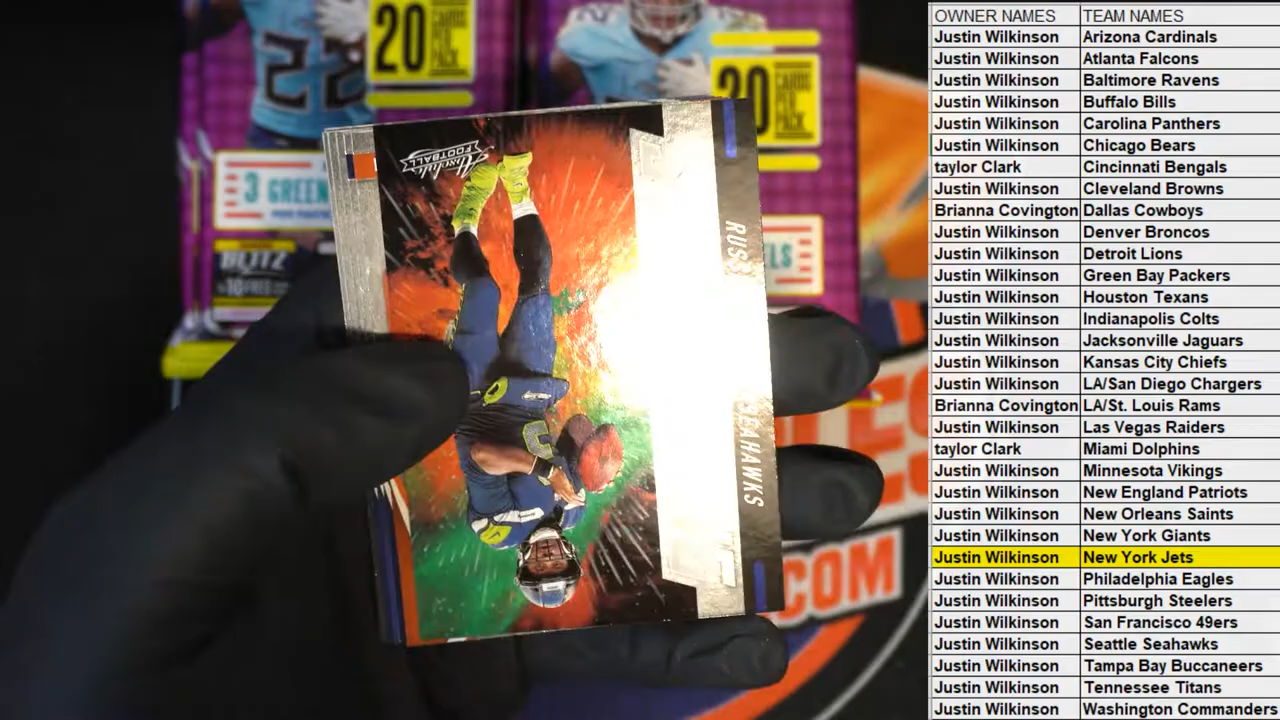 20 CARDS PER PACK
20 CARDS PER PACK
3 GREEN
BLITZ
ELS
Absolute
FOOTBALL
RUS
SEAHAWKS
.COM
OWNER NAMES TEAM NAMES
Justin Wilkinson Arizona Cardinals
Justin Wilkinson Atlanta Falcons
Justin Wilkinson Baltimore Ravens
Justin Wilkinson Buffalo Bills
Justin Wilkinson Carolina Panthers
Justin Wilkinson Chicago Bears
taylor Clark Cincinnati Bengals
Justin Wilkinson Cleveland Browns
Brianna Covington Dallas Cowboys
Justin Wilkinson Denver Broncos
Justin Wilkinson Detroit Lions
Justin Wilkinson Green Bay Packers
Justin Wilkinson Houston Texans
Justin Wilkinson Indianapolis Colts
Justin Wilkinson Jacksonville Jaguars
Justin Wilkinson Kansas City Chiefs
Justin Wilkinson LA/San Diego Chargers
Brianna Covington LA/St. Louis Rams
Justin Wilkinson Las Vegas Raiders
taylor Clark Miami Dolphins
Justin Wilkinson Minnesota Vikings
Justin Wilkinson New England Patriots
Justin Wilkinson New Orleans Saints
Justin Wilkinson New York Giants
Justin Wilkinson New York Jets
Justin Wilkinson Philadelphia Eagles
Justin Wilkinson Pittsburgh Steelers
Justin Wilkinson San Francisco 49ers
Justin Wilkinson Seattle Seahawks
Justin Wilkinson Tampa Bay Buccaneers
Justin Wilkinson Tennessee Titans
Justin Wilkinson Washington Commanders